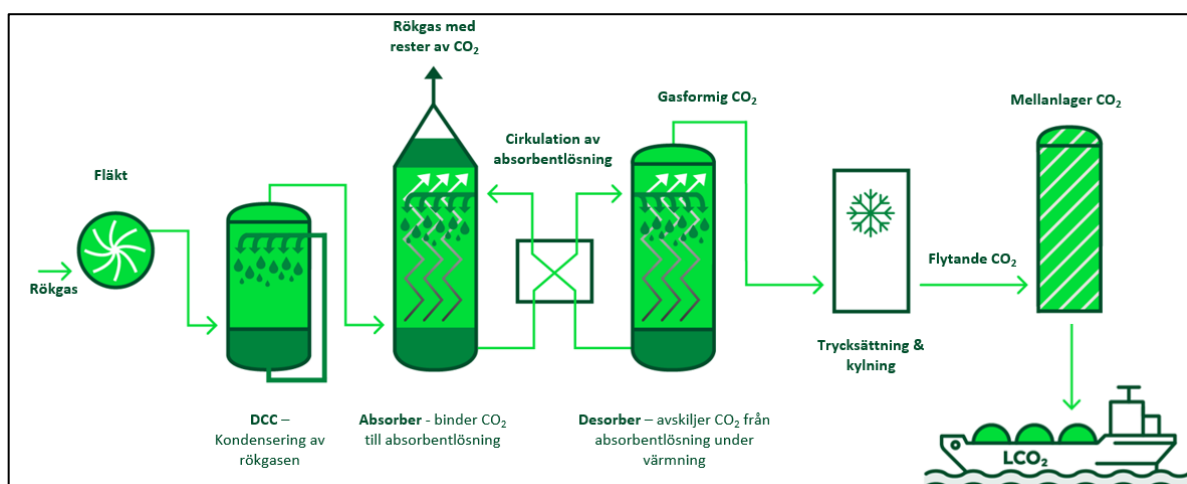 Rökgas med
rester av CO₂
Gasformig CO₂
Mellanlager CO₂
Cirkulation av
absorbentlösning
Fläkt
Rökgas
Flytande CO₂
Trycksättning &
kylning
DCC –
Kondensering av
rökgasen
Absorber - binder CO₂
till absorbentlösning
Desorber – avskiljer CO₂ från
absorbentlösning under
värmning
LCO₂